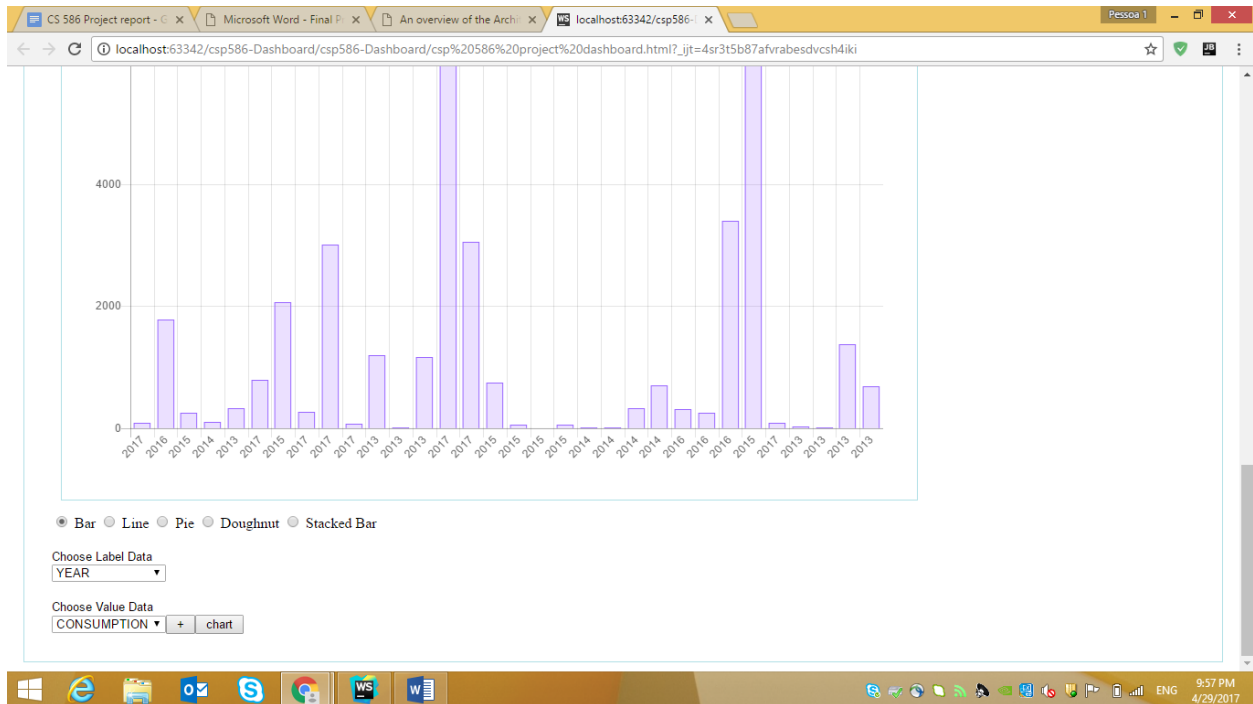 CS 586 Project report - G
Microsoft Word - Final P
An overview of the Archi
WS localhost:63342/csp586-
Pessoa 1
localhost:63342/csp586-Dashboard/csp586-Dashboard/csp%20586%20project%20dashboard.html?_ijt=4sr3t5b87afvrabesdvcsh4iki
JB
4000
2000
0
2017 2016 2015 2014 2013 2017 2015 2017 2017 2017 2013 2013 2013 2017 2017 2015 2015 2015 2015 2014 2014 2014 2014 2016 2016 2016 2015 2017 2013 2013 2013 2013
Bar Line Pie Doughnut Stacked Bar
Choose Label Data
YEAR
Choose Value Data
CONSUMPTION + chart
WS
ENG
9:57 PM
4/29/2017